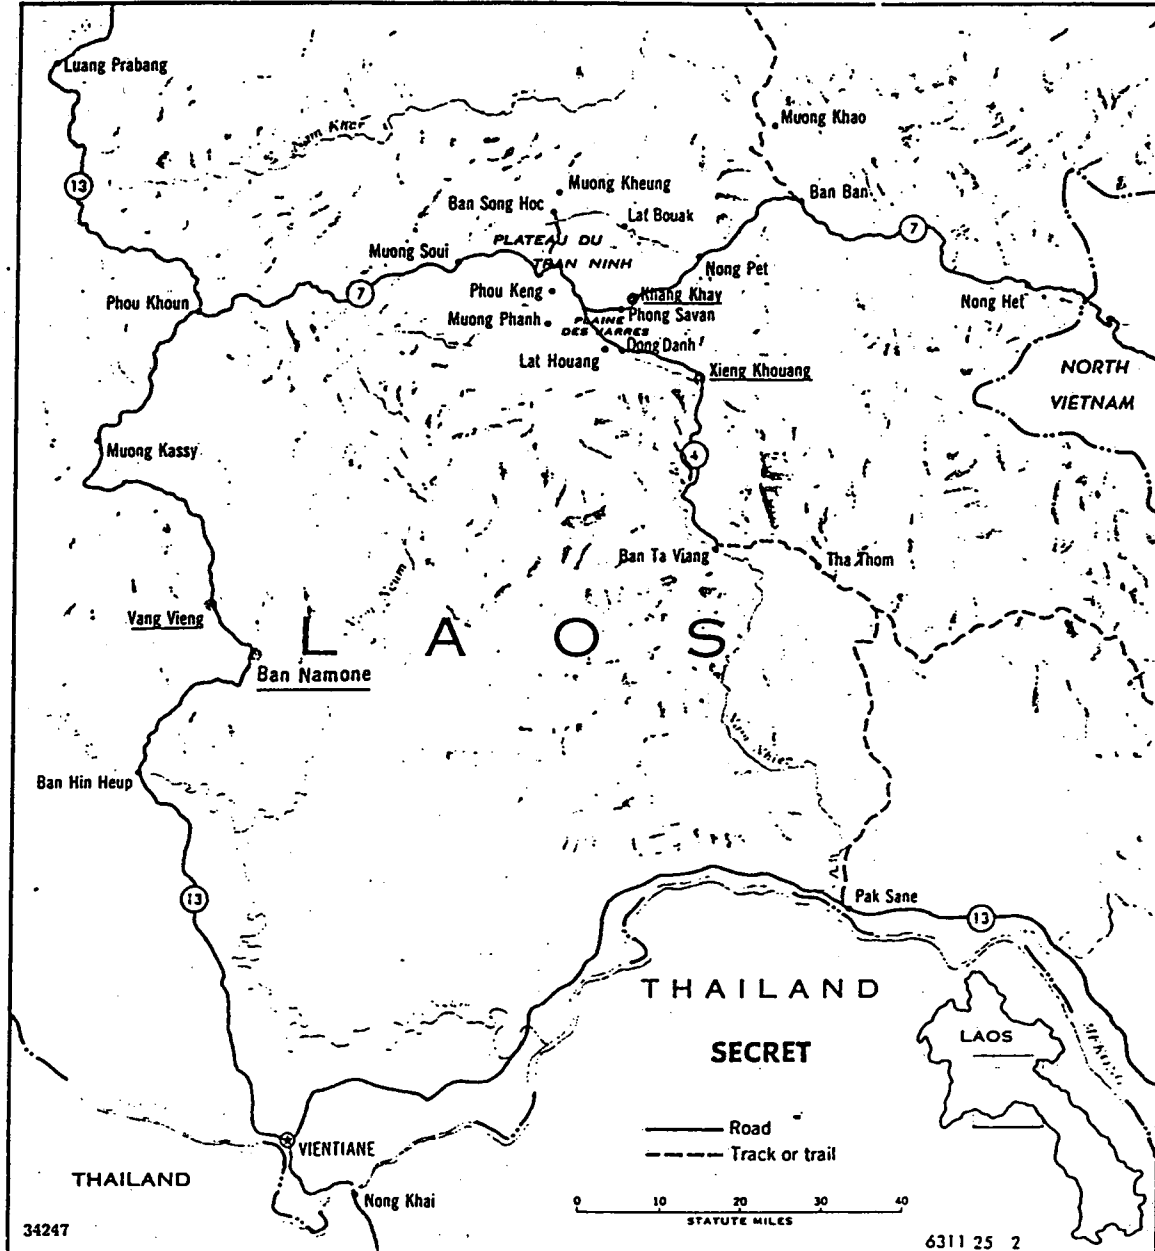 Luang Prabang
Muong Khao
Nam Khan
13
Muong Kheung
Ban Ban
Ban Song Hoc
Lat Bouak
7
PLATEAU DU
TRAN NINH
Muong Soui
Nong Pet
7
Phou Keng
Khang Khay
Nong Het
Phou Khoun
Phong Savan
Muong Phanh
PLAINE
DES JARRES
Dong Danh
Lat Houang
Xieng Khouang
NORTH
VIETNAM
Muong Kassy
4
Ban Ta Viang
Tha Thom
Vang Vieng
LAOS
Ban Namone
Ban Hin Heup
13
Pak Sane
13
THAILAND
LAOS
SECRET
Road
Track or trail
VIENTIANE
THAILAND
Nong Khai
0 10 20 30 40
STATUTE MILES
34247
6311 25 2